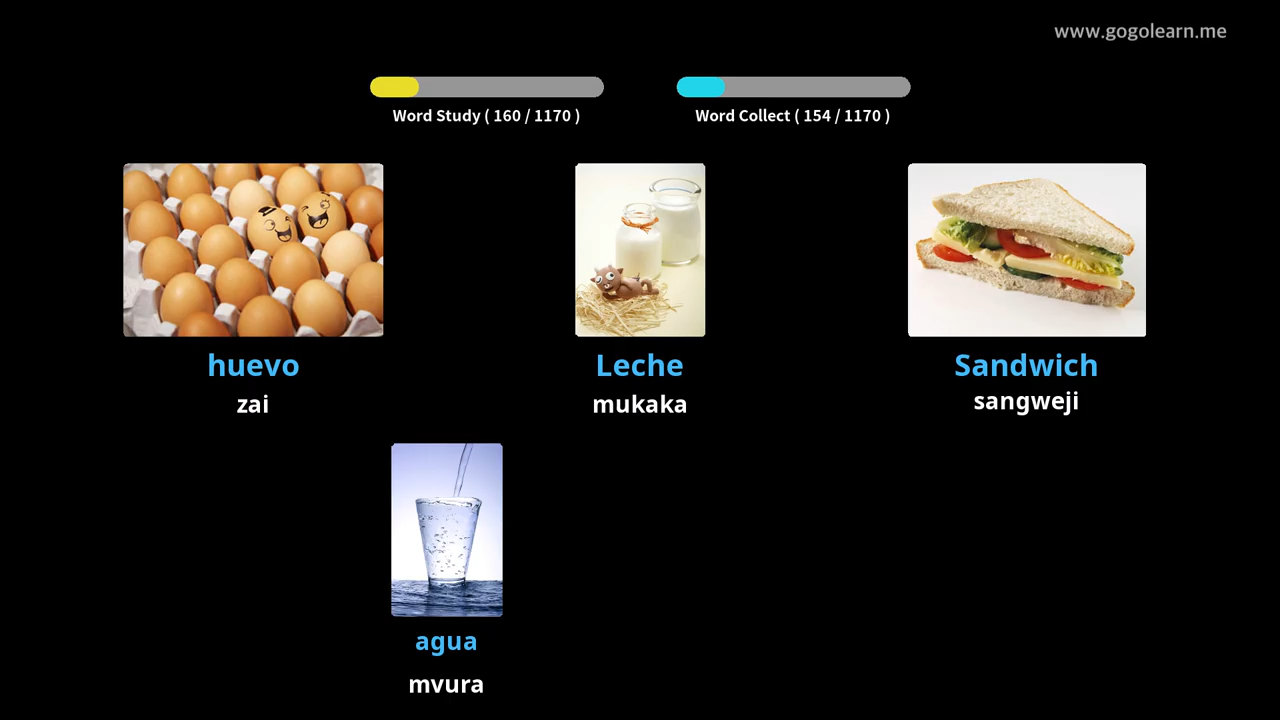 www.gogolearn.me
Word Study ( 160 / 1170 )
Word Collect ( 154 / 1170 )
huevo
Leche
Sandwich
zai
mukaka
sangweji
agua
mvura